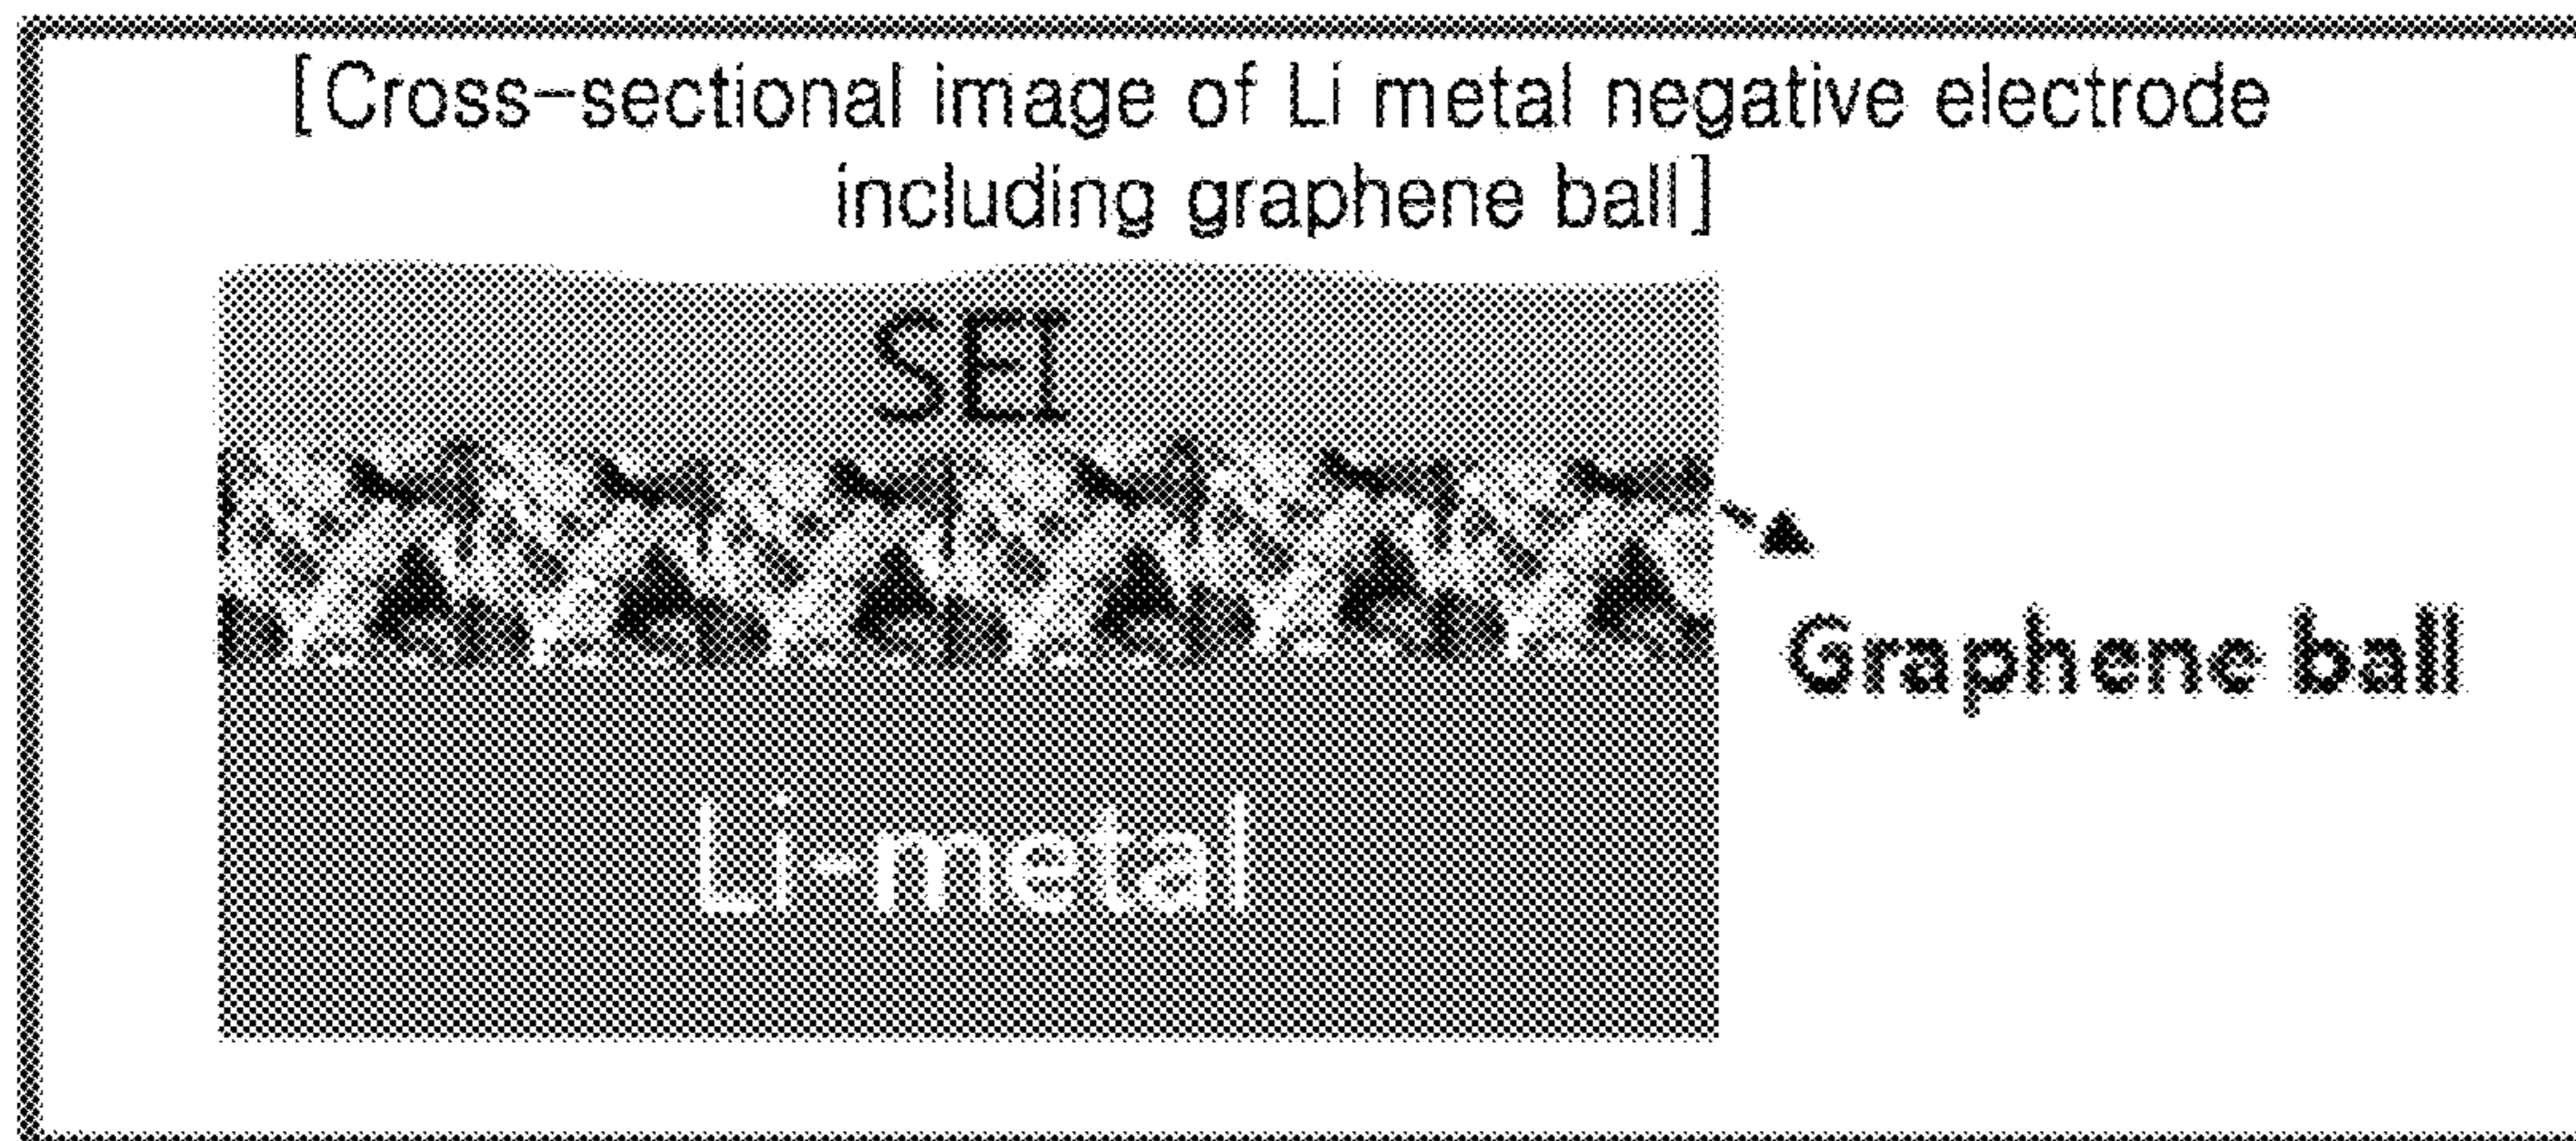 [Cross-sectional image of Li metal negative electrode
including graphene ball]
SEI
Graphene ball
Li-metal